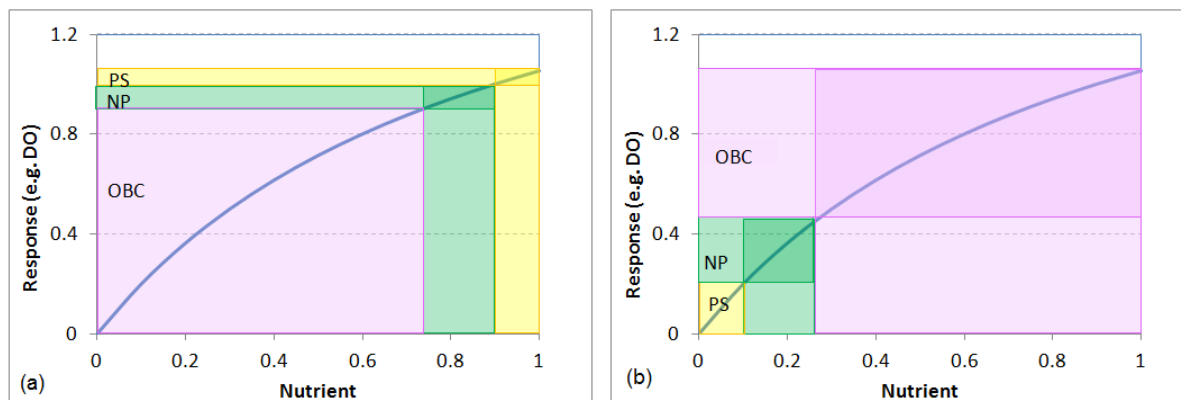 1.2
0.8
0.4
0
Response (e.g. DO)
PS
NP
OBC
0 0.2 0.4 0.6 0.8 1
Nutrient
(a)
1.2
0.8
0.4
0
Response (e.g. DO)
OBC
NP
PS
0 0.2 0.4 0.6 0.8 1
Nutrient
(b)